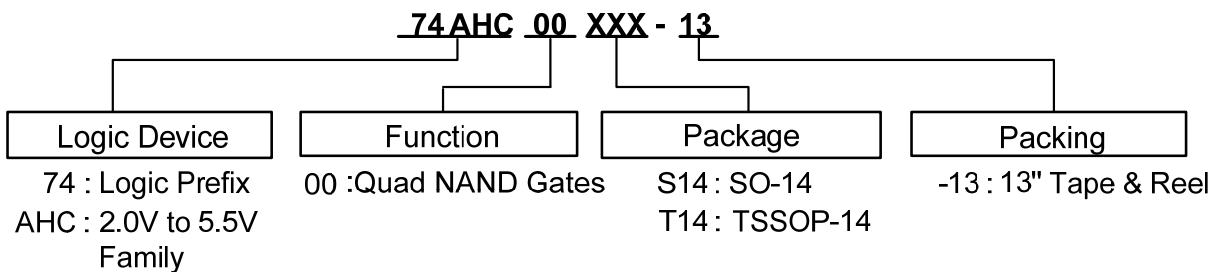 74 AHC 00 XXX - 13
Logic Device
Function
Package
Packing
74 : Logic Prefix
AHC : 2.0V to 5.5V
Family
00 :Quad NAND Gates
S14 : SO-14
T14 : TSSOP-14
-13 : 13" Tape & Reel